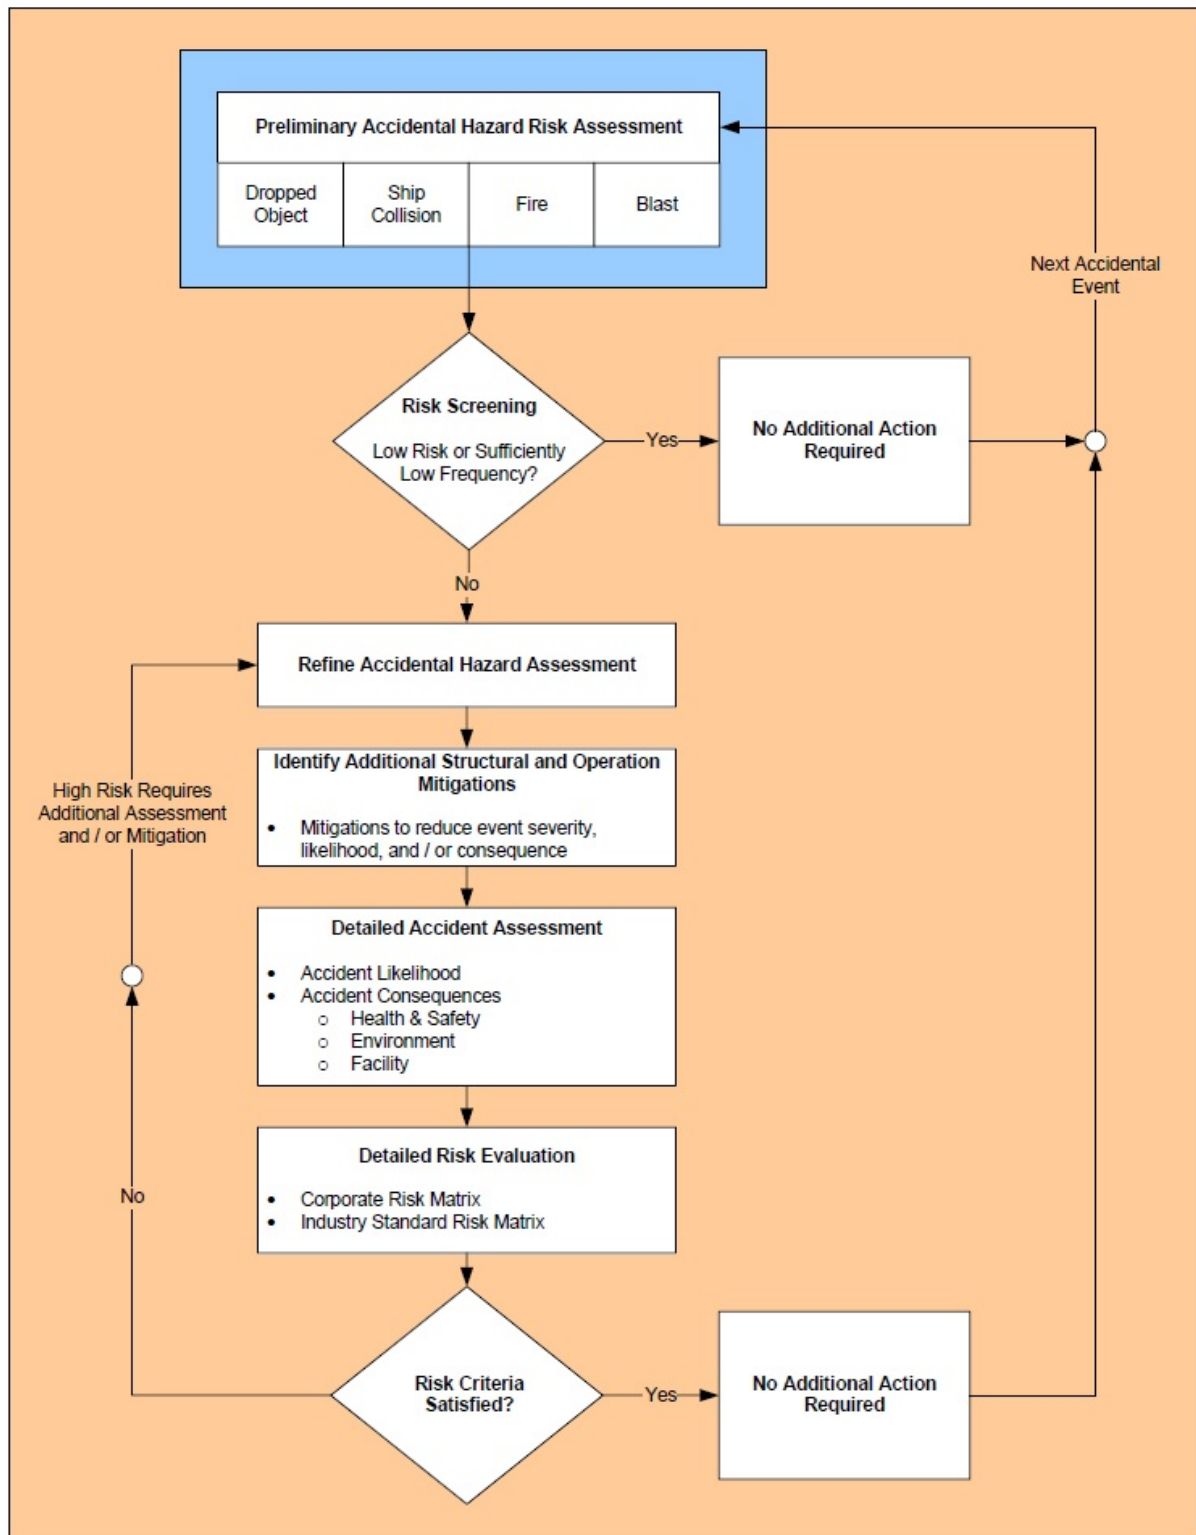 Preliminary Accidental Hazard Risk Assessment
Dropped
Object
Ship
Collision
Fire
Blast
Next Accidental
Event
Risk Screening
Low Risk or Sufficiently
Low Frequency?
Yes
No Additional Action
Required
No
Refine Accidental Hazard Assessment
Identify Additional Structural and Operation
Mitigations
• Mitigations to reduce event severity,
likelihood, and / or consequence
High Risk Requires
Additional Assessment
and / or Mitigation
Detailed Accident Assessment
• Accident Likelihood
• Accident Consequences
o Health & Safety
o Environment
o Facility
Detailed Risk Evaluation
• Corporate Risk Matrix
• Industry Standard Risk Matrix
No
Risk Criteria
Satisfied?
Yes
No Additional Action
Required